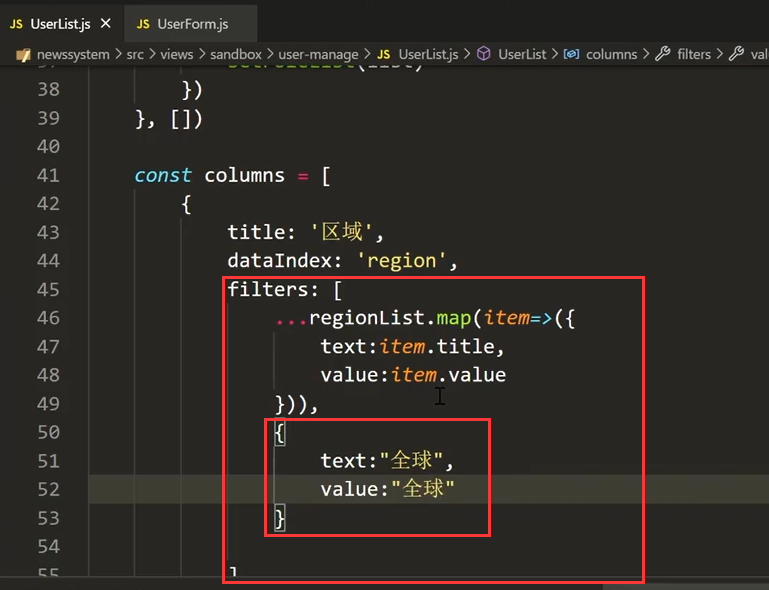 JS UserList.js × JS UserForm.js
newssystem > src > views > sandbox > user-manage > JS UserList.js > UserList > columns > filters >
38 })
39 }, [])
40
41 const columns = [
42 {
43 title: '区域',
44 dataIndex: 'region',
45 filters: [
46 ...regionList.map(item=>({
47 text:item.title,
48 value:item.value
49 })),
50 {
51 text:"全球",
52 value:"全球"
53 }
54
55 ]